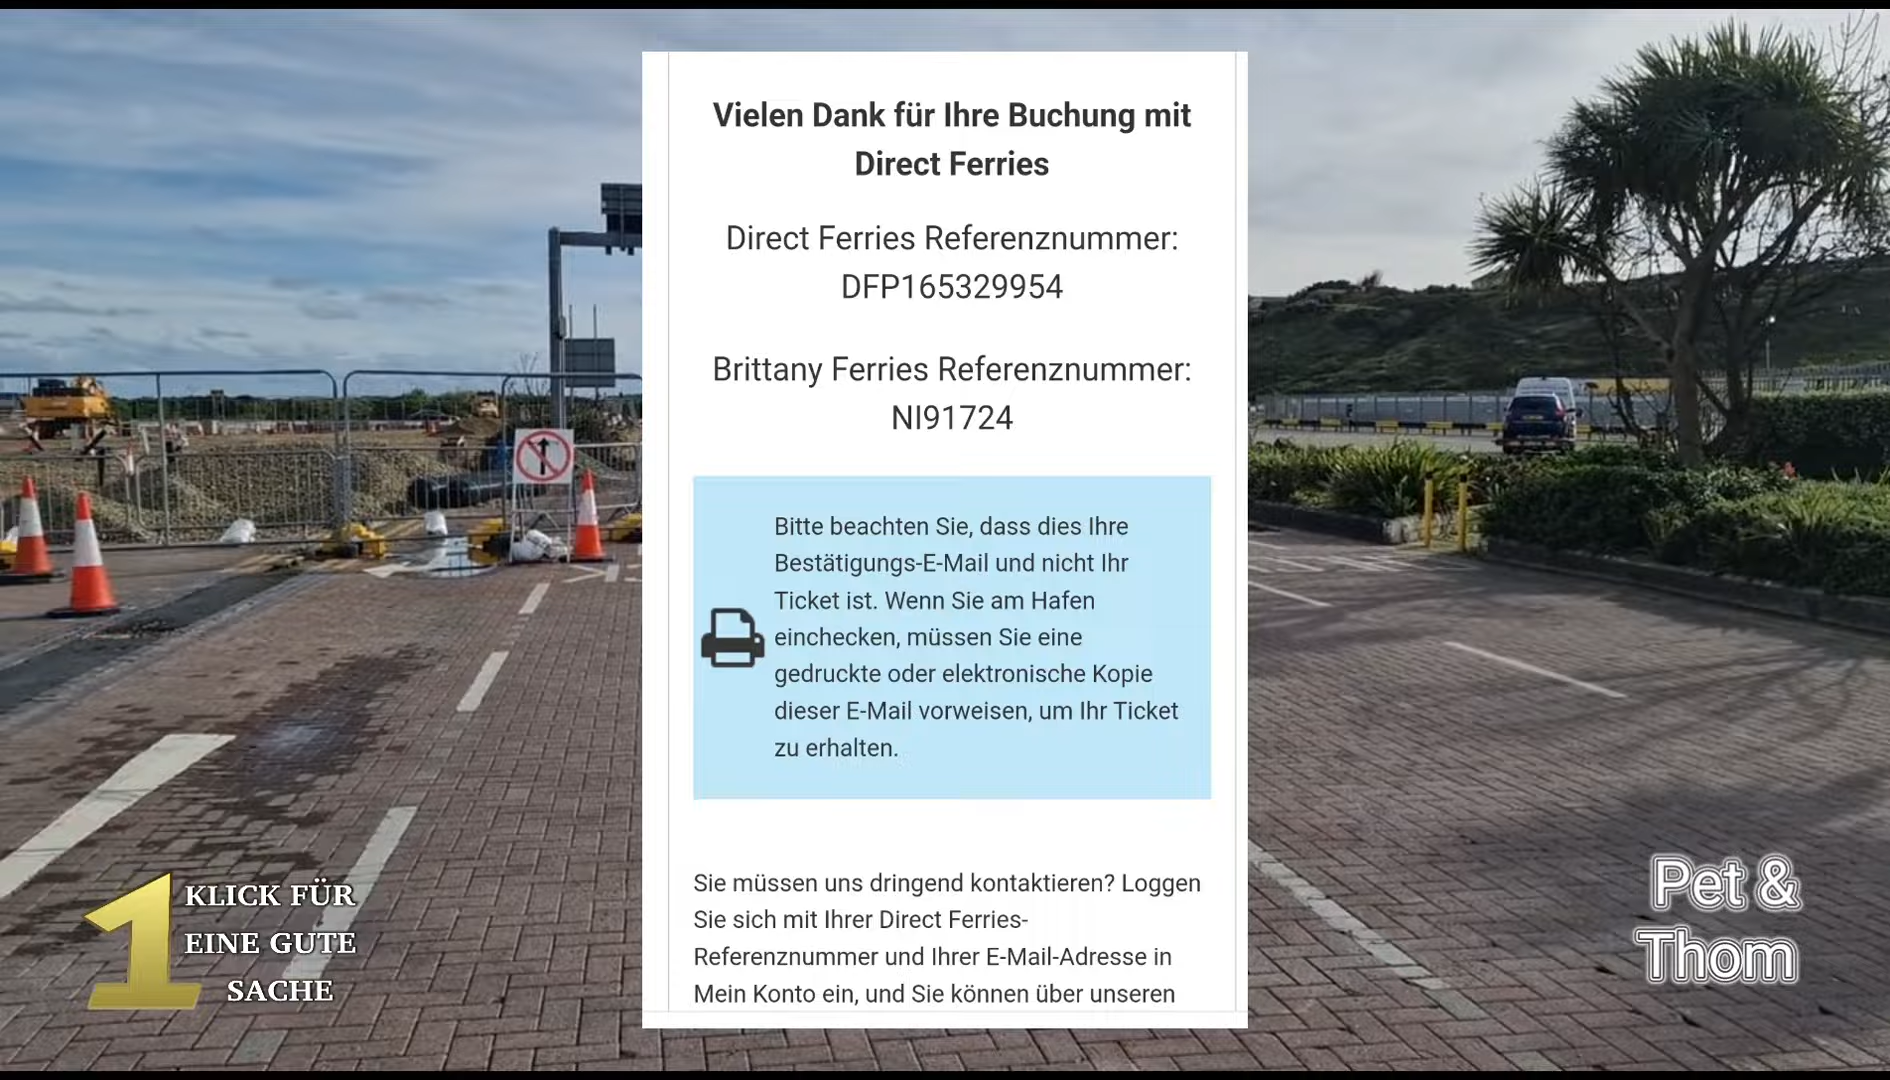 Vielen Dank für Ihre Buchung mit
Direct Ferries
Direct Ferries Referenznummer:
DFP165329954
Brittany Ferries Referenznummer:
NI91724
Bitte beachten Sie, dass dies Ihre
Bestätigungs-E-Mail und nicht Ihr
Ticket ist. Wenn Sie am Hafen
einchecken, müssen Sie eine
gedruckte oder elektronische Kopie
dieser E-Mail vorweisen, um Ihr Ticket
zu erhalten.
Sie müssen uns dringend kontaktieren? Loggen
Sie sich mit Ihrer Direct Ferries-
Referenznummer und Ihrer E-Mail-Adresse in
Mein Konto ein, und Sie können über unseren
1 KLICK FÜR
EINE GUTE
SACHE
Pet &
Thom